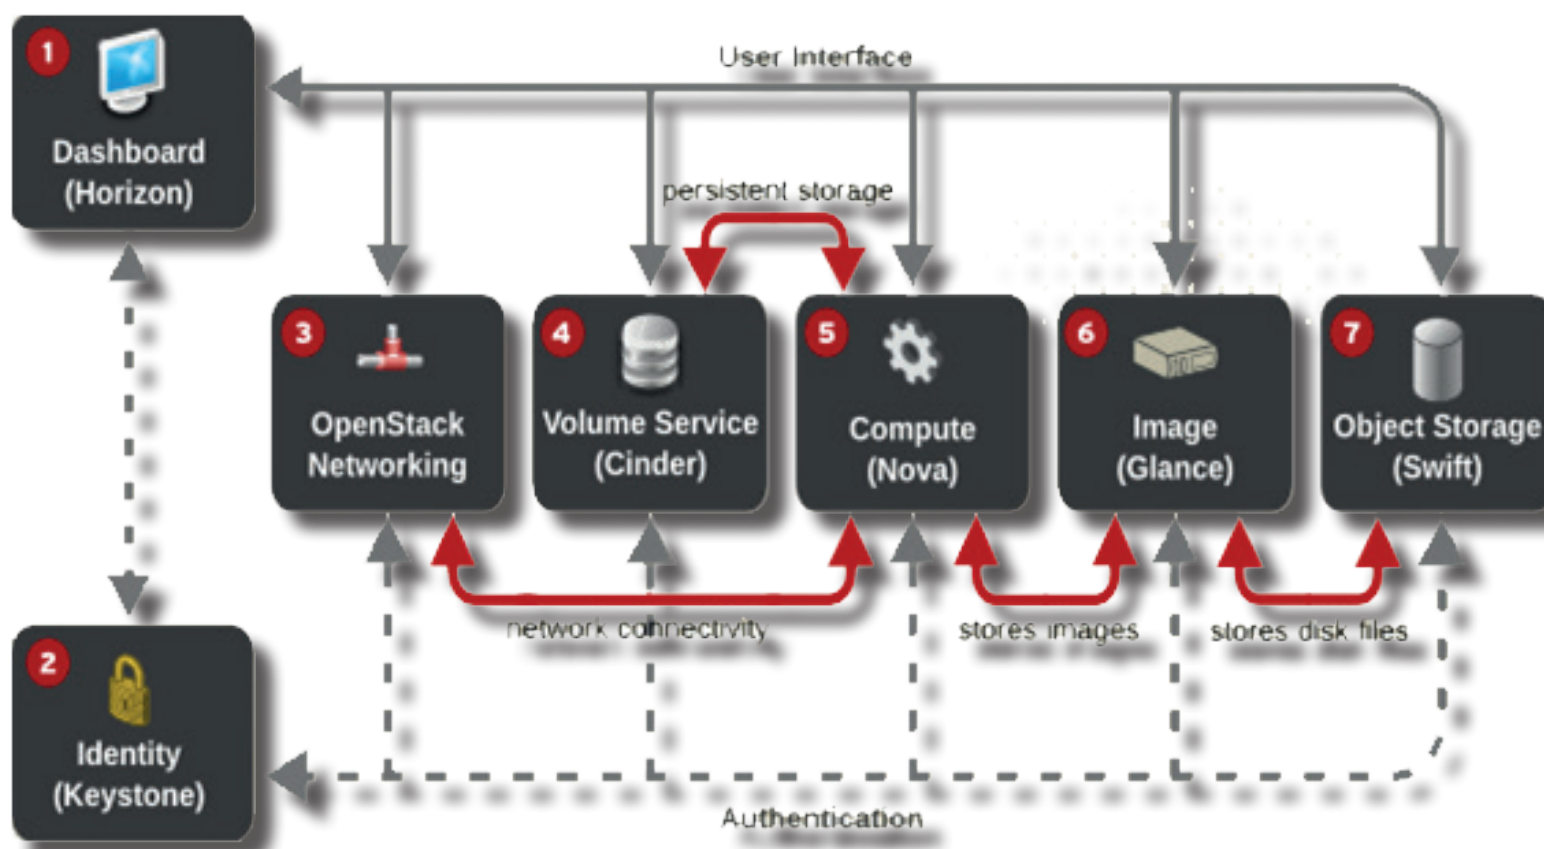 1
Dashboard
(Horizon)
User Interface
persistent storage
3
OpenStack
Networking
4
Volume Service
(Cinder)
5
Compute
(Nova)
6
Image
(Glance)
7
Object Storage
(Swift)
network connectivity
stores images
stores disk files
2
Identity
(Keystone)
Authentication